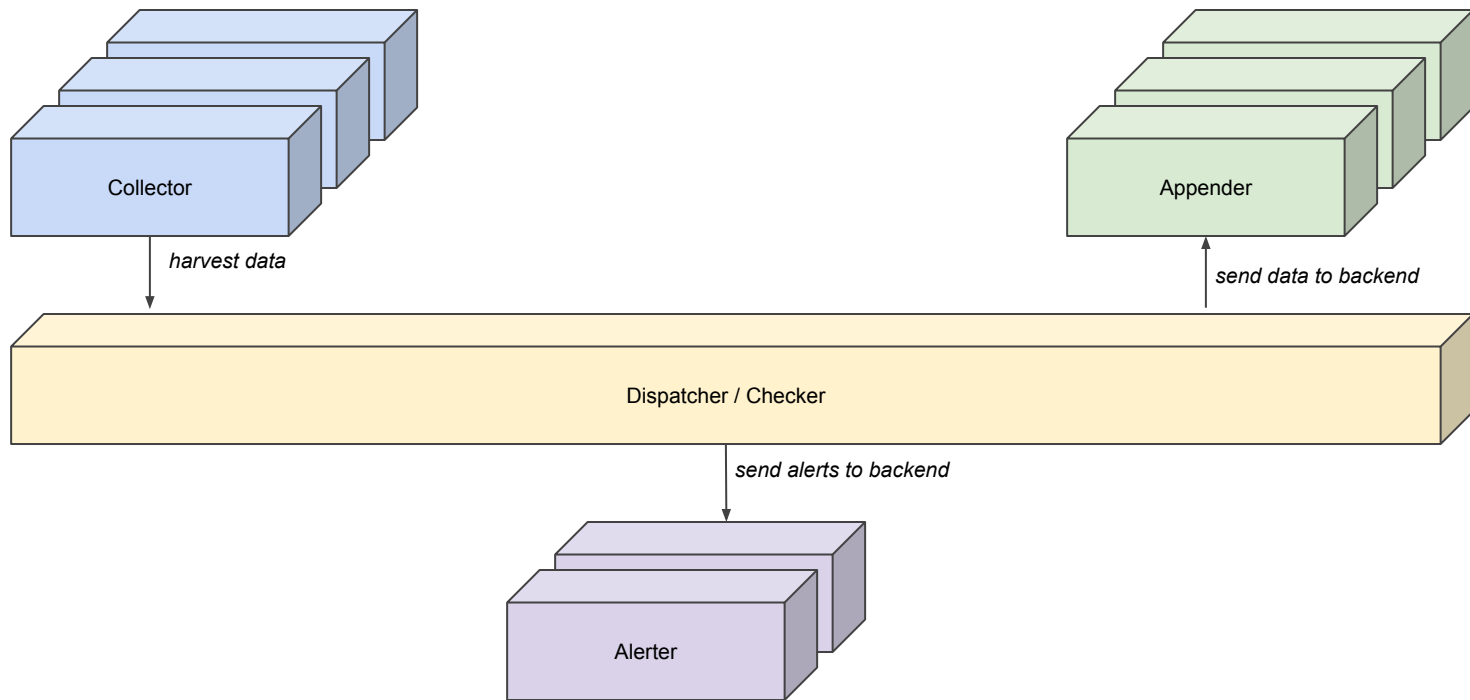 Collector
Appender
harvest data
send data to backend
Dispatcher / Checker
send alerts to backend
Alerter